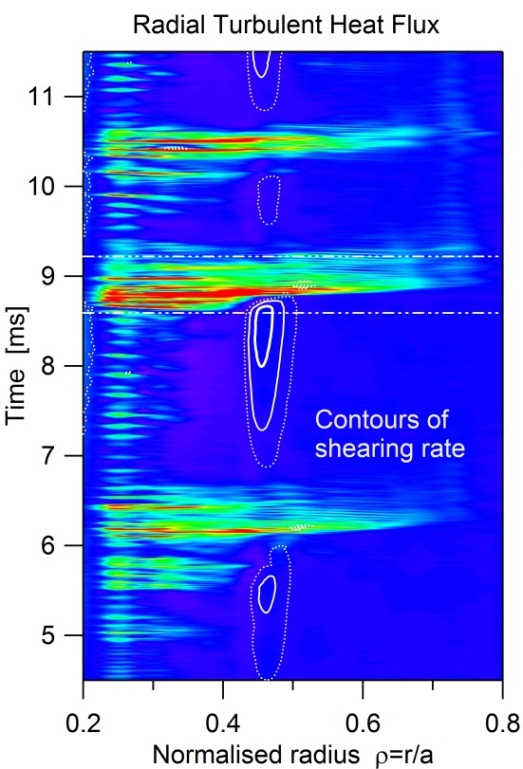 Radial Turbulent Heat Flux
11
10
9
8
7
6
5
Time [ms]
Contours of
shearing rate
0.2 0.4 0.6 0.8
Normalised radius ρ=r/a